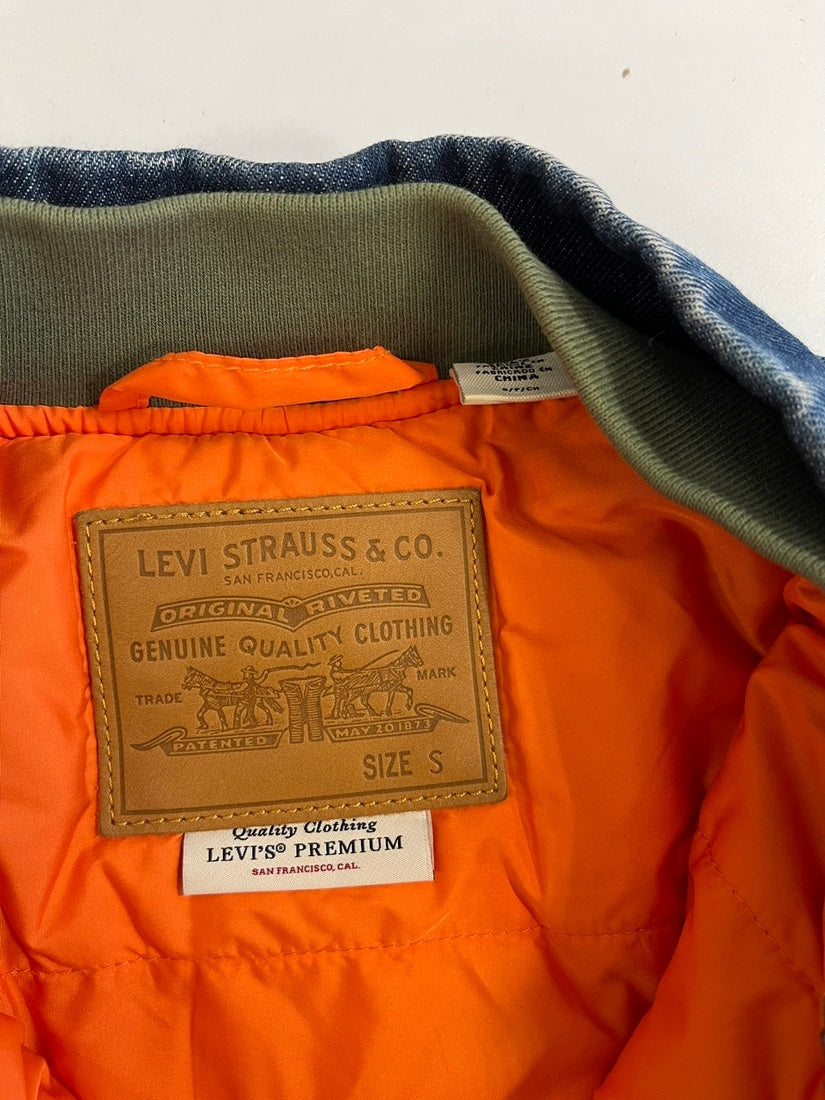 FABRICADO EN
CHINA
S/P/CH
LEVI STRAUSS & CO.
SAN FRANCISCO, CAL.
ORIGINAL RIVETED
GENUINE QUALITY CLOTHING
TRADE MARK
PATENTED MAY 20 1873
SIZE S
Quality Clothing
LEVI'S® PREMIUM
SAN FRANCISCO, CAL.